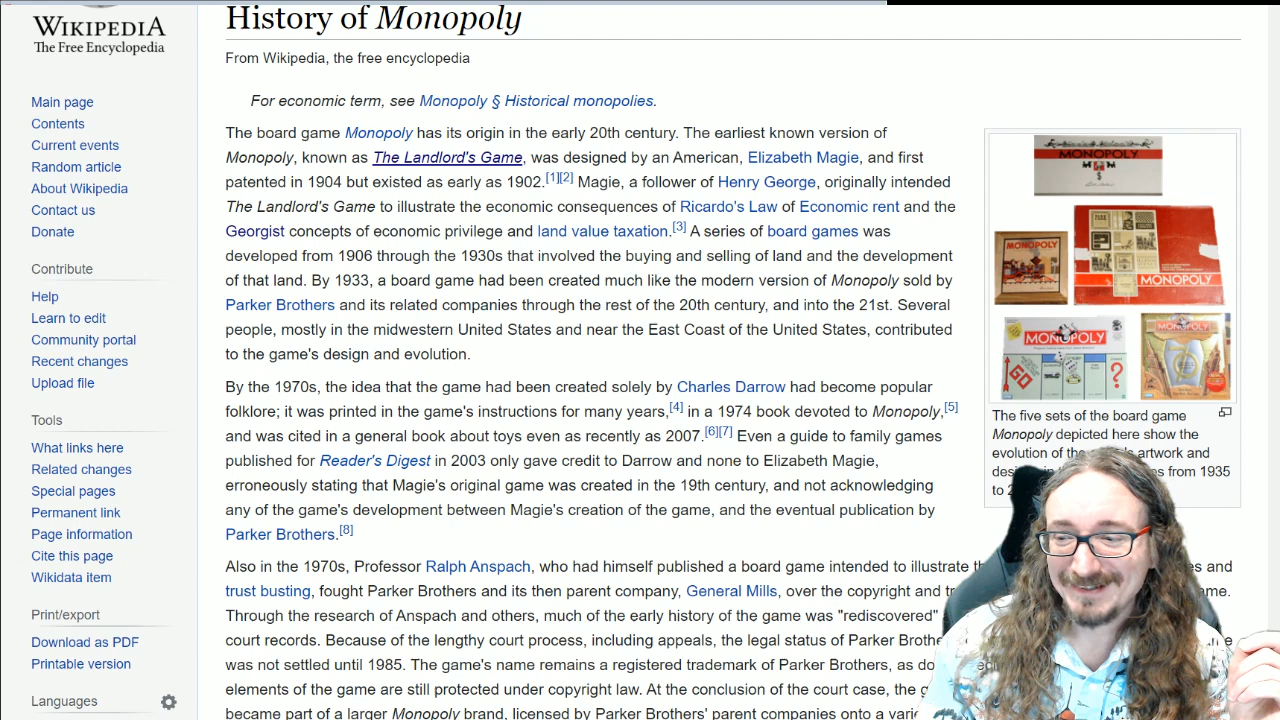 WIKIPEDIA
The Free Encyclopedia
Main page
Contents
Current events
Random article
About Wikipedia
Contact us
Donate
Contribute
Help
Learn to edit
Community portal
Recent changes
Upload file
Tools
What links here
Related changes
Special pages
Permanent link
Page information
Cite this page
Wikidata item
Print/export
Download as PDF
Printable version
Languages
History of Monopoly
From Wikipedia, the free encyclopedia
For economic term, see Monopoly § Historical monopolies.
The board game Monopoly has its origin in the early 20th century. The earliest known version of
Monopoly, known as The Landlord's Game, was designed by an American, Elizabeth Magie, and first
patented in 1904 but existed as early as 1902.[1][2] Magie, a follower of Henry George, originally intended
The Landlord's Game to illustrate the economic consequences of Ricardo's Law of Economic rent and the
Georgist concepts of economic privilege and land value taxation.[3] A series of board games was
developed from 1906 through the 1930s that involved the buying and selling of land and the development
of that land. By 1933, a board game had been created much like the modern version of Monopoly sold by
Parker Brothers and its related companies through the rest of the 20th century, and into the 21st. Several
people, mostly in the midwestern United States and near the East Coast of the United States, contributed
to the game's design and evolution.
By the 1970s, the idea that the game had been created solely by Charles Darrow had become popular
folklore; it was printed in the game's instructions for many years,[4] in a 1974 book devoted to Monopoly,[5]
and was cited in a general book about toys even as recently as 2007.[6][7] Even a guide to family games
published for Reader's Digest in 2003 only gave credit to Darrow and none to Elizabeth Magie,
erroneously stating that Magie's original game was created in the 19th century, and not acknowledging
any of the game's development between Magie's creation of the game, and the eventual publication by
Parker Brothers.[8]
Also in the 1970s, Professor Ralph Anspach, who had himself published a board game intended to illustrate and
trust busting, fought Parker Brothers and its then parent company, General Mills, over the copyright and
Through the research of Anspach and others, much of the early history of the game was "rediscovered"
court records. Because of the lengthy court process, including appeals, the legal status of Parker
was not settled until 1985. The game's name remains a registered trademark of Parker Brothers, as
elements of the game are still protected under copyright law. At the conclusion of the court case, the
became part of a larger Monopoly brand, licensed by Parker Brothers' parent companies onto a
MONOPOLY
MONOPOLY
MONOPOLY
MONOPOLY
GO
?
MONOPOLY
The five sets of the board game
Monopoly depicted here show the
evolution of the artwork and
from 1935
to